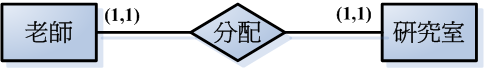 老師 (1,1) 分配 (1,1) 研究室